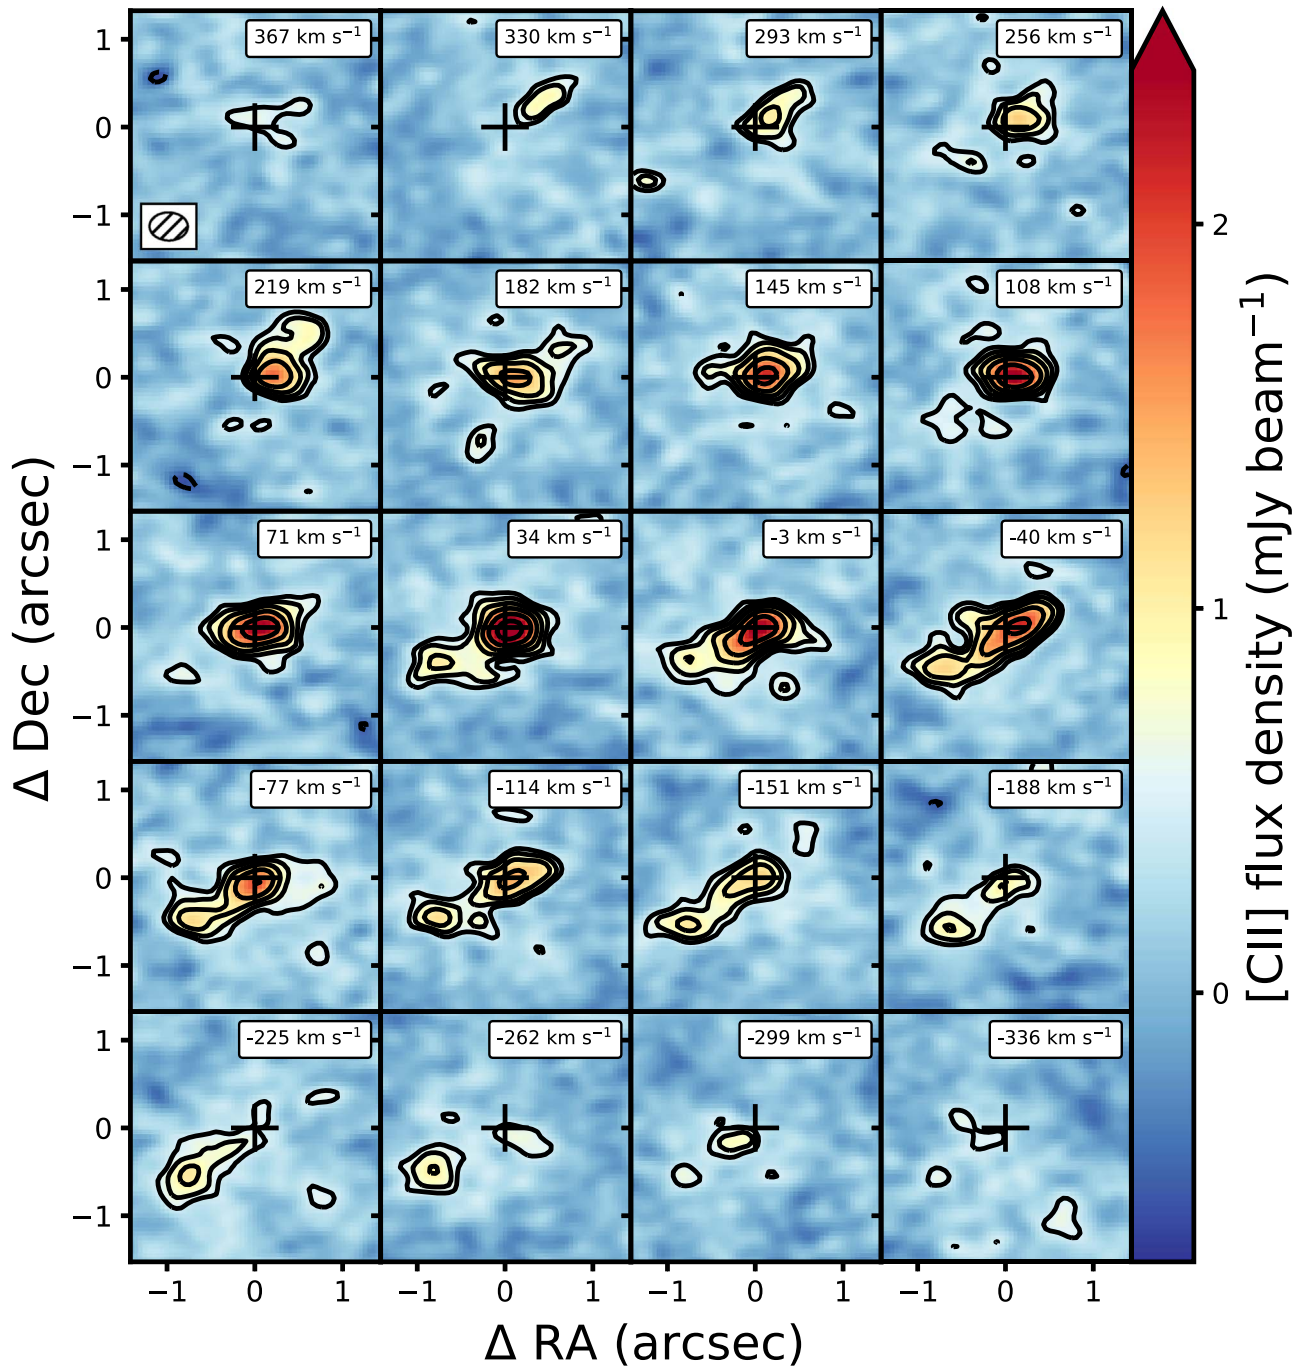 367 km s⁻¹
330 km s⁻¹
293 km s⁻¹
256 km s⁻¹
1
0
−1
219 km s⁻¹
182 km s⁻¹
145 km s⁻¹
108 km s⁻¹
1
0
−1
71 km s⁻¹
34 km s⁻¹
-3 km s⁻¹
-40 km s⁻¹
1
0
−1
-77 km s⁻¹
-114 km s⁻¹
-151 km s⁻¹
-188 km s⁻¹
1
0
−1
-225 km s⁻¹
-262 km s⁻¹
-299 km s⁻¹
-336 km s⁻¹
1
0
−1
−1 0 1
−1 0 1
−1 0 1
−1 0 1
Δ RA (arcsec)
Δ Dec (arcsec)
2
1
0
[CII] flux density (mJy beam⁻¹)